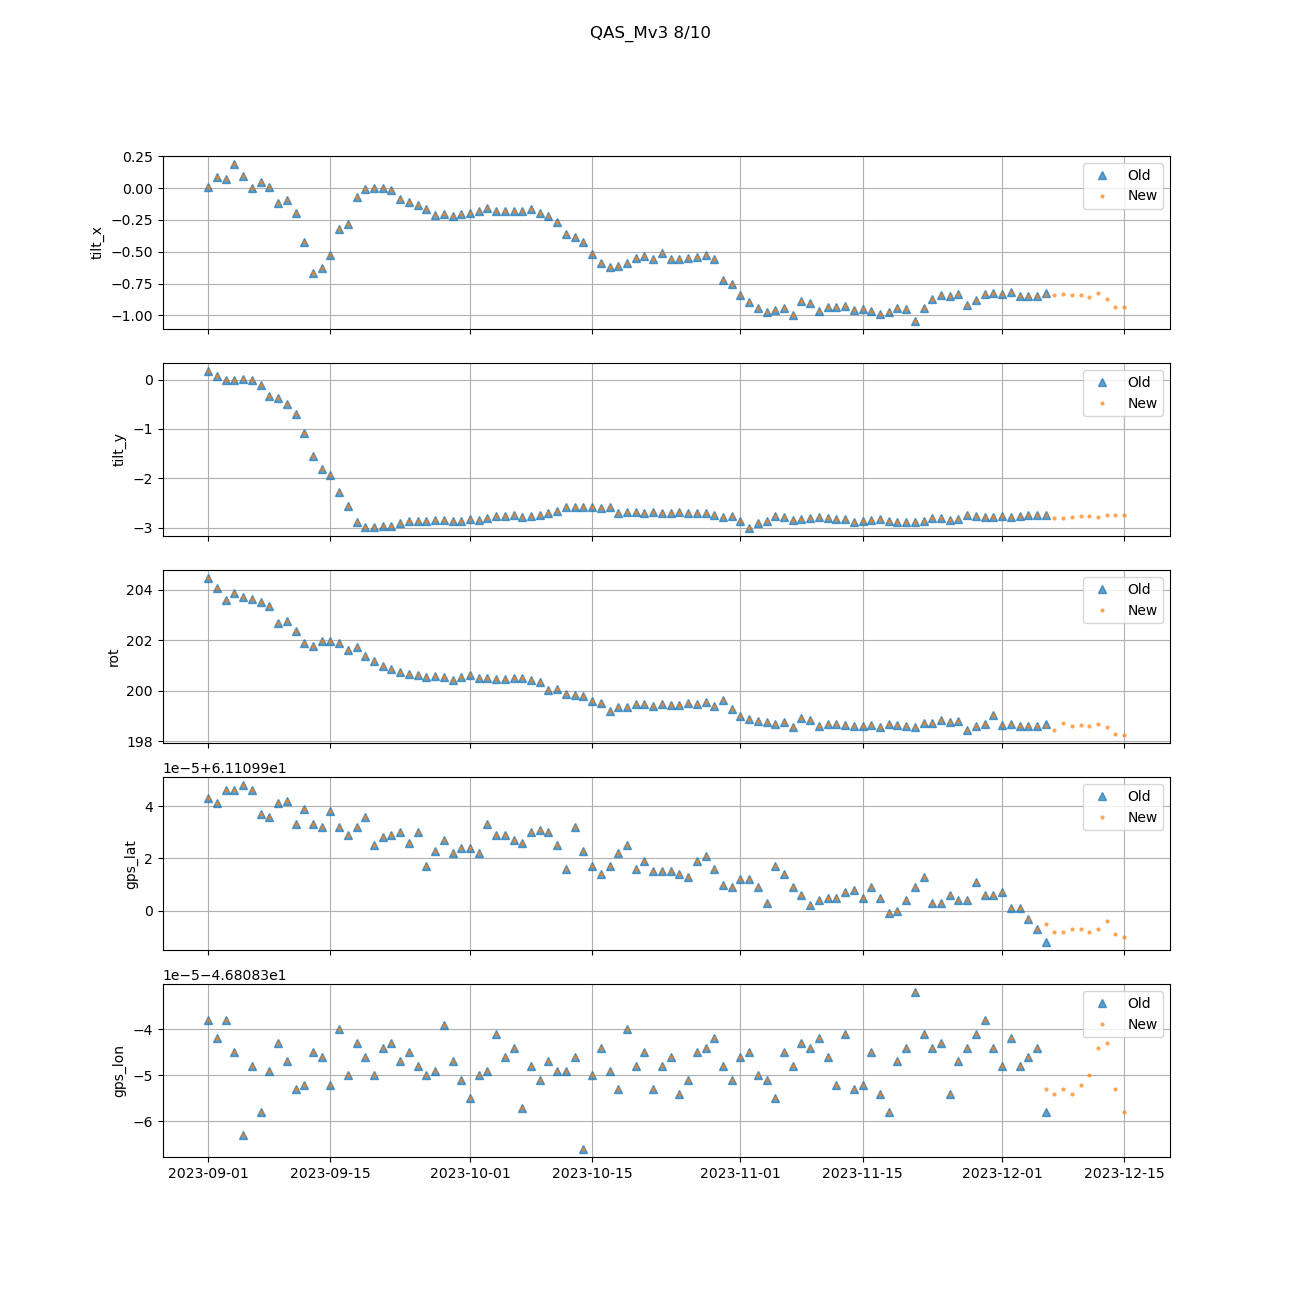 QAS_Mv3 8/10
0.25
0.00
−0.25
−0.50
−0.75
−1.00
tilt_x
Old
New
0
−1
−2
−3
tilt_y
Old
New
204
202
200
198
rot
Old
New
1e−5+6.11099e1
4
2
0
gps_lat
Old
New
1e−5−4.68083e1
−4
−5
−6
gps_lon
Old
New
2023-09-01
2023-09-15
2023-10-01
2023-10-15
2023-11-01
2023-11-15
2023-12-01
2023-12-15